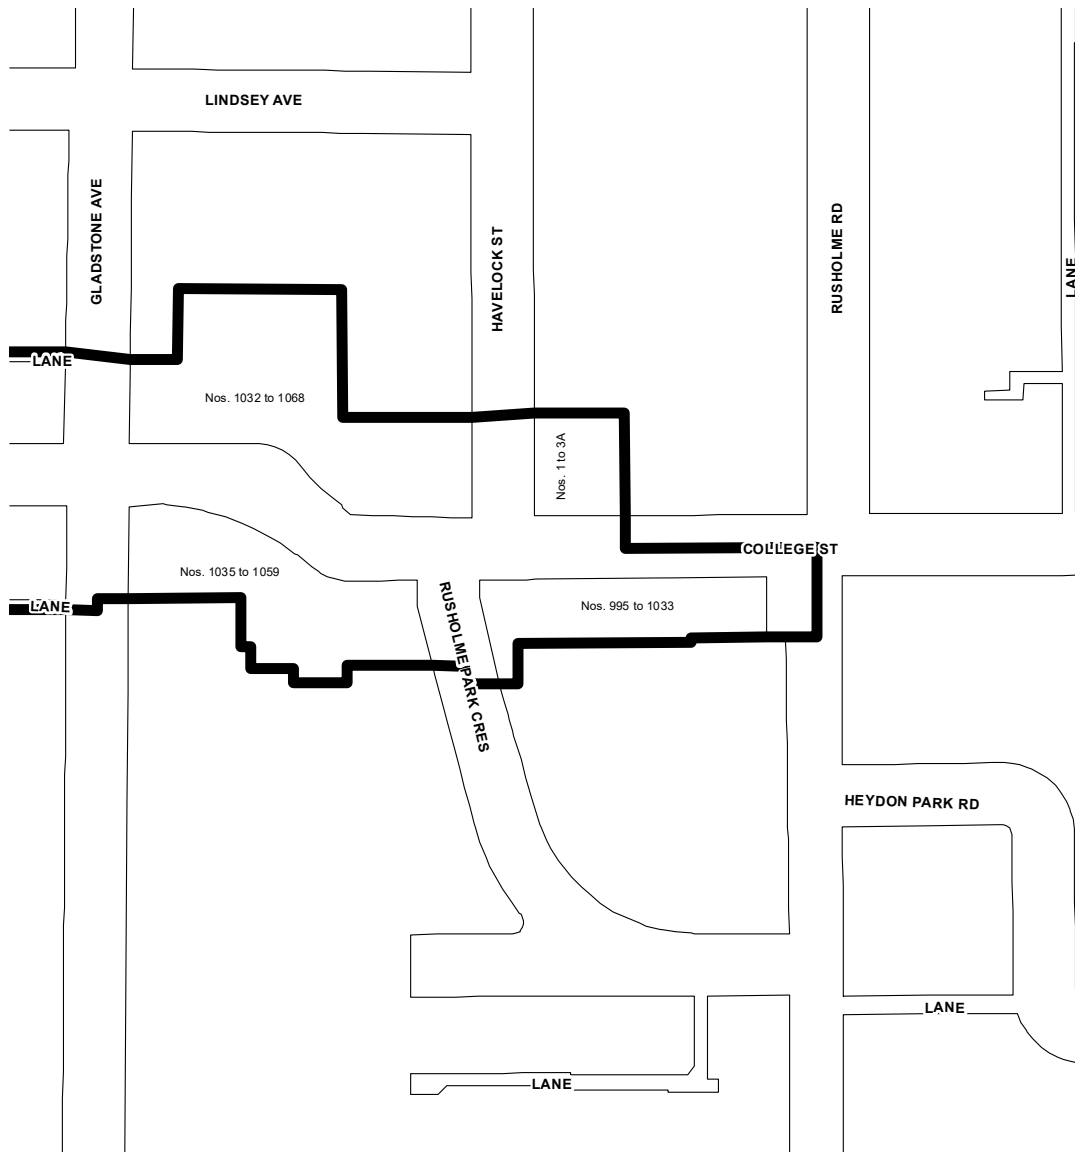 LINDSEY AVE
GLADSTONE AVE
HAVELOCK ST
RUSHOLME RD
LANE
LANE
Nos. 1032 to 1068
Nos. 1 to 3A
COLLEGE ST
Nos. 1035 to 1059
LANE
Nos. 995 to 1033
RUSHOLME PARK CRES
HEYDON PARK RD
LANE
LANE